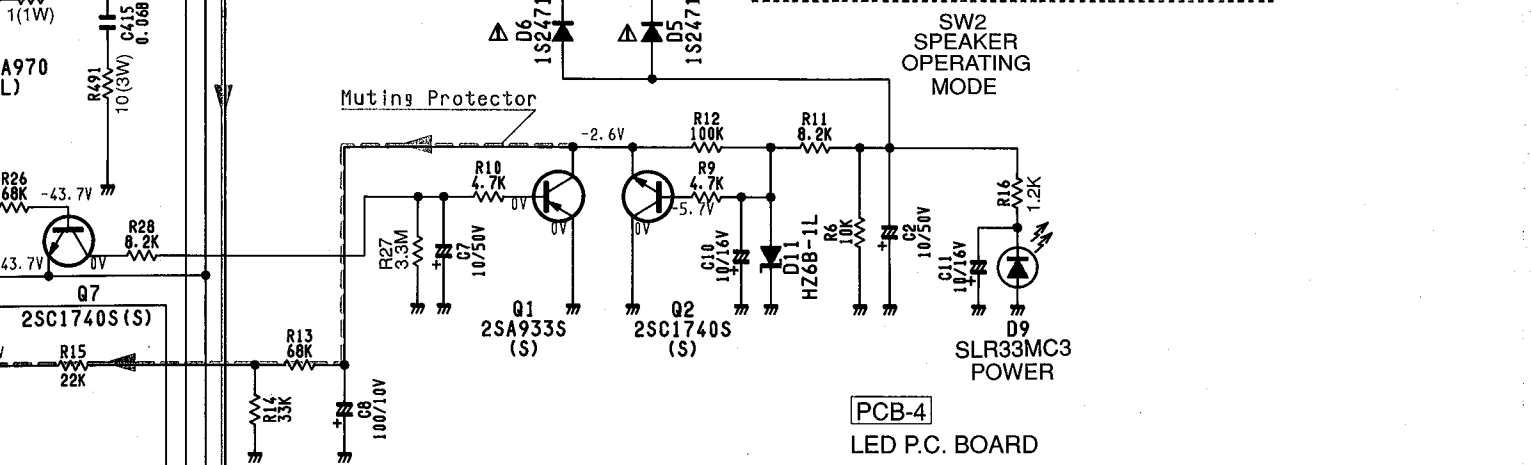 1(1W)
C415
0.068
A970
L)
R491
10(3W)
D6
1S2471
D5
1S2471
SW2
SPEAKER
OPERATING
MODE
Muting Protector
-2.6V
R12
100K
R11
8.2K
R26
68K
-43.7V
R10
4.7K
0V
0V
R9
4.7K
-5.7V
0V
R16
1.2K
R28
8.2K
43.7V
0V
R27
3.3M
C7
10/50V
+
C10
10/16V
+
D11
HZ6B-1L
R6
10K
C2
10/50V
+
C11
10/16V
+
Q7
2SC1740S(S)
Q1
2SA933S
(S)
Q2
2SC1740S
(S)
D9
SLR33MC3
POWER
R15
22K
R13
68K
R14
33K
C8
100/10V
+
PCB-4
LED P.C. BOARD